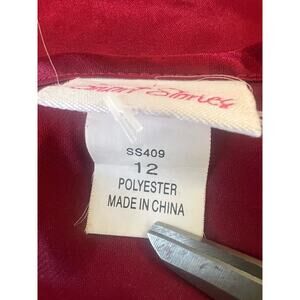 SS409
12
POLYESTER
MADE IN CHINA